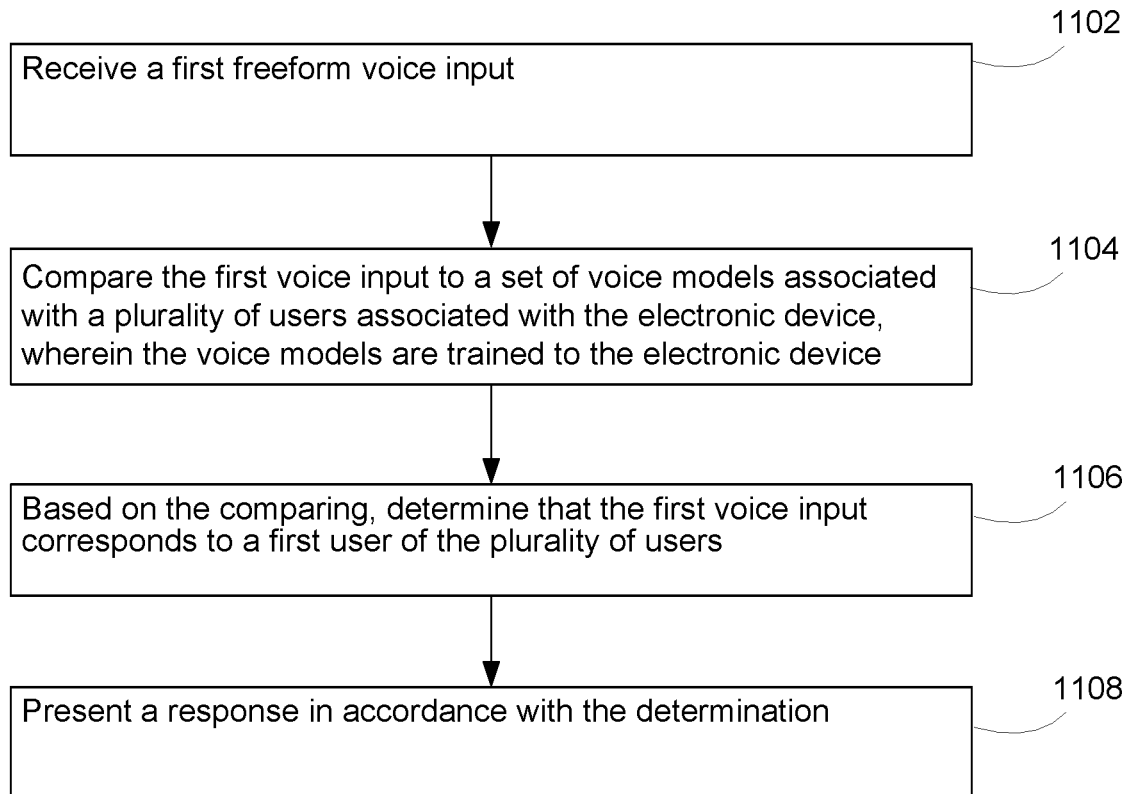 1102
Receive a first freeform voice input
1104
Compare the first voice input to a set of voice models associated
with a plurality of users associated with the electronic device,
wherein the voice models are trained to the electronic device
1106
Based on the comparing, determine that the first voice input
corresponds to a first user of the plurality of users
1108
Present a response in accordance with the determination